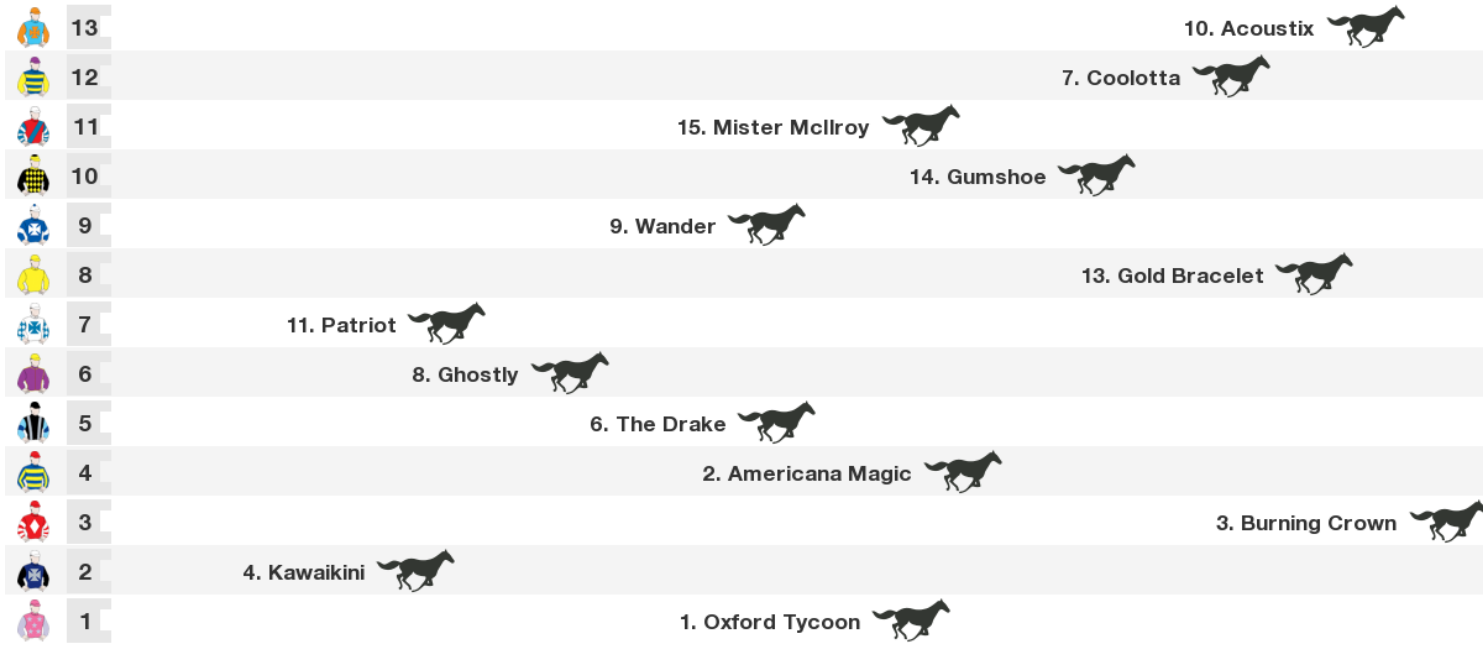 13 10. Acoustix
12 7. Coolotta
11 15. Mister McIlroy
10 14. Gumshoe
9 9. Wander
8 13. Gold Bracelet
7 11. Patriot
6 8. Ghostly
5 6. The Drake
4 2. Americana Magic
3 3. Burning Crown
2 4. Kawaikini
1 1. Oxford Tycoon